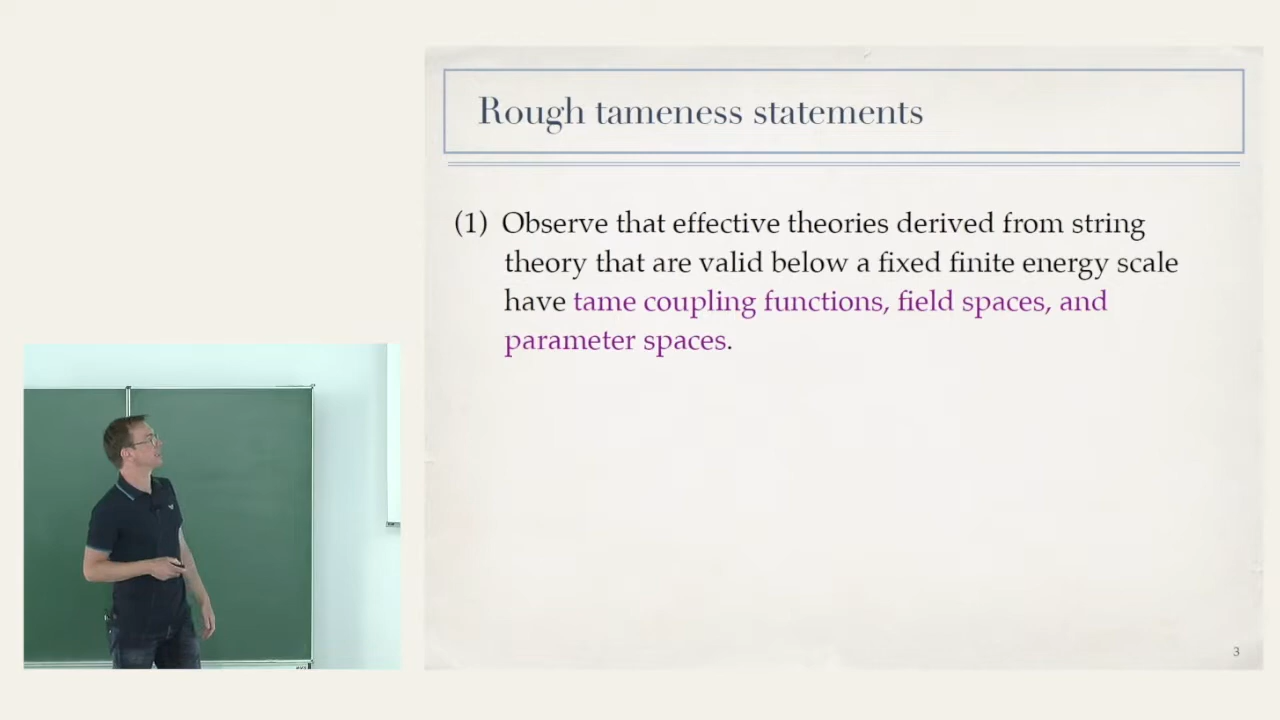 Rough tameness statements
(1) Observe that effective theories derived from string
theory that are valid below a fixed finite energy scale
have tame coupling functions, field spaces, and
parameter spaces.
3